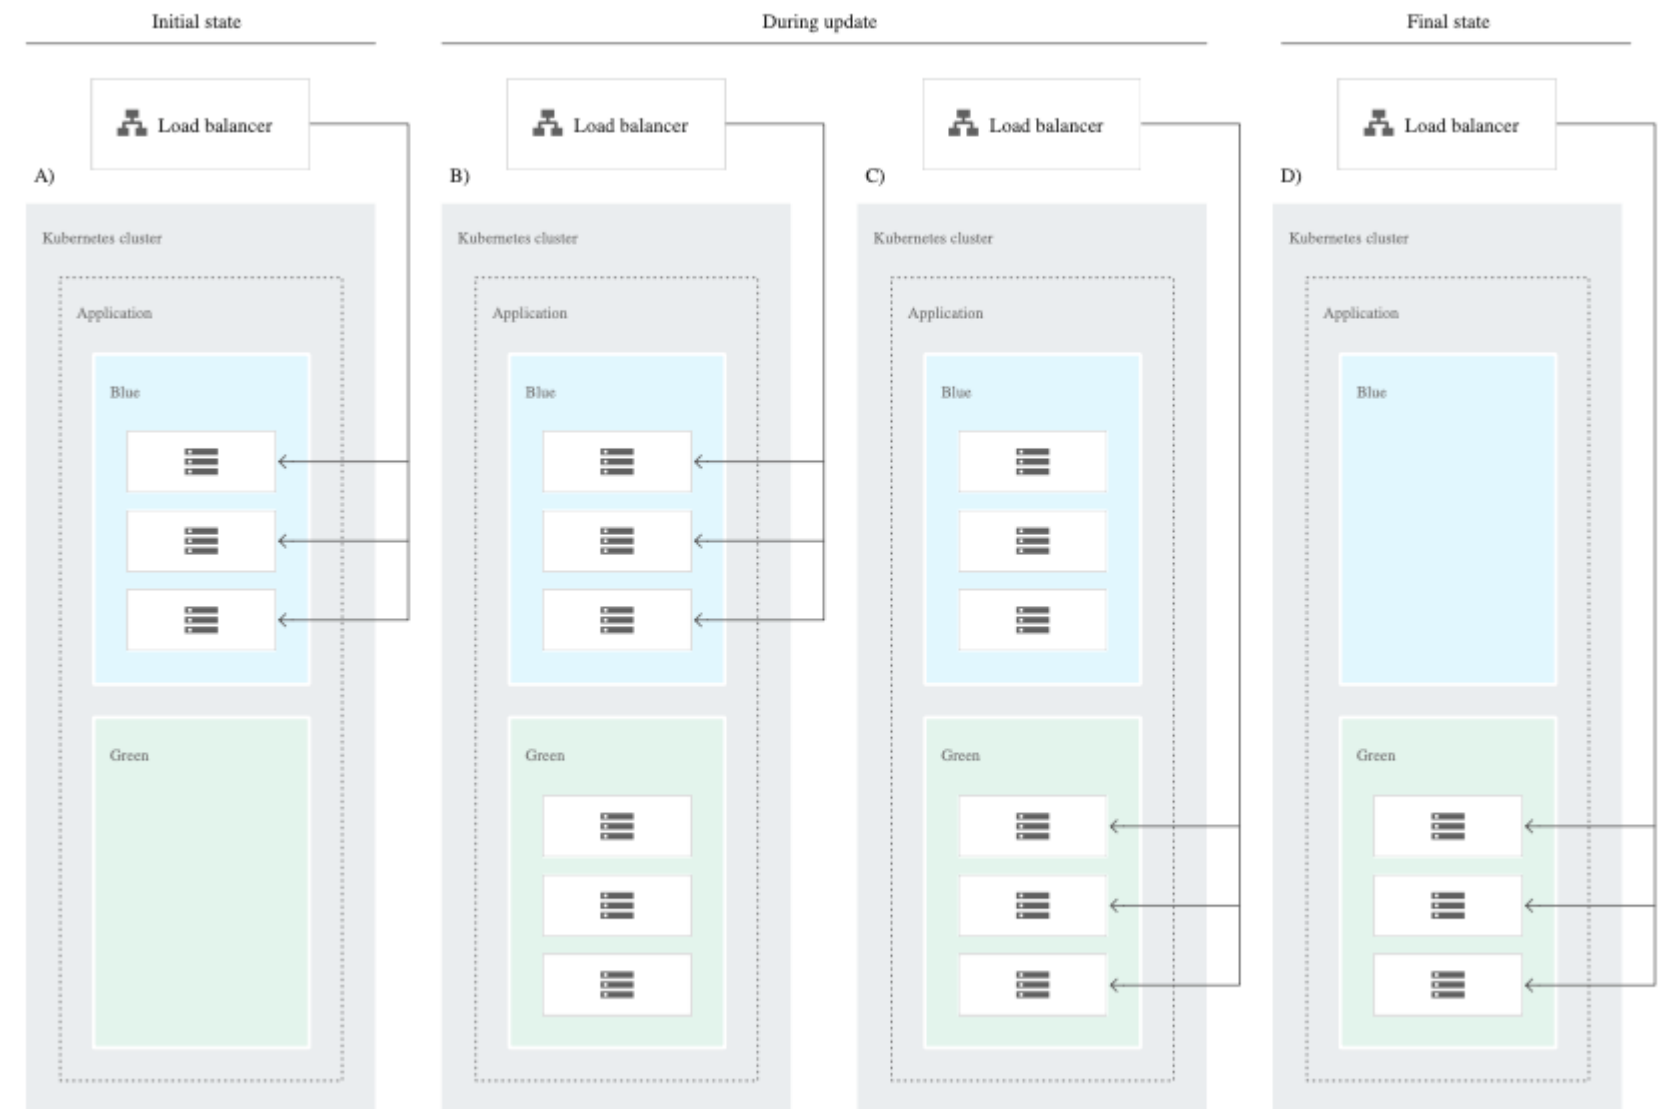 Initial state
During update
Final state
Load balancer
Load balancer
Load balancer
Load balancer
A)
B)
C)
D)
Kubernetes cluster
Kubernetes cluster
Kubernetes cluster
Kubernetes cluster
Application
Application
Application
Application
Blue
Blue
Blue
Blue
Green
Green
Green
Green